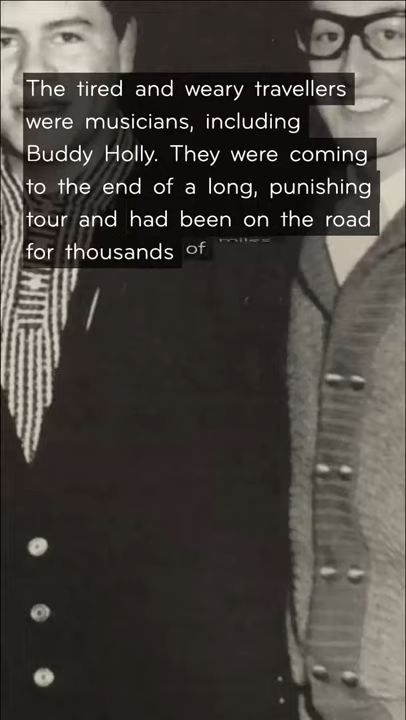 The tired and weary travellers
were musicians, including
Buddy Holly. They were coming
to the end of a long, punishing
tour and had been on the road
for thousands of miles